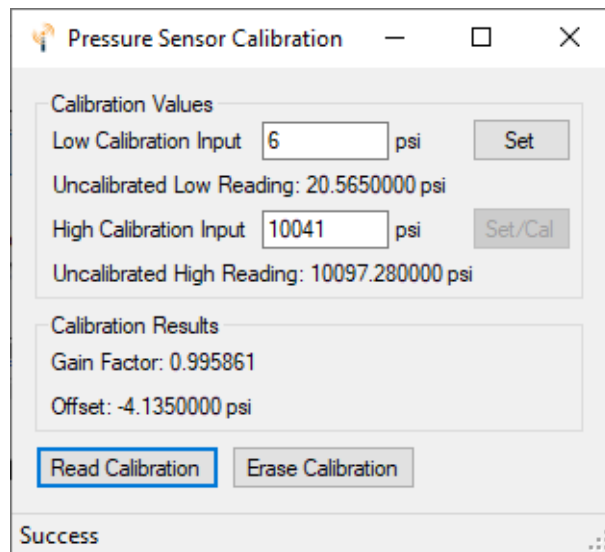 Pressure Sensor Calibration
Calibration Values
Low Calibration Input 6 psi Set
Uncalibrated Low Reading: 20.5650000 psi
High Calibration Input 10041 psi Set/Cal
Uncalibrated High Reading: 10097.280000 psi
Calibration Results
Gain Factor: 0.995861
Offset: -4.1350000 psi
Read Calibration Erase Calibration
Success